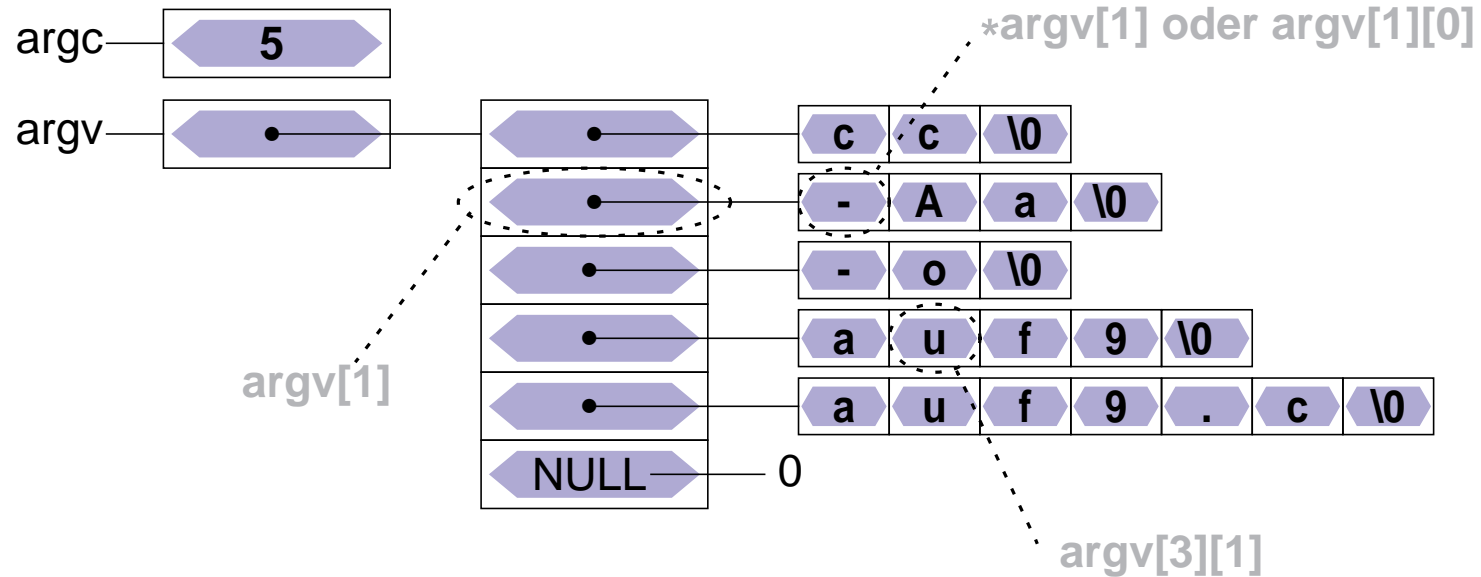 *argv[1] oder argv[1][0]
argc 5
argv
c c \0
- A a \0
- o \0
a u f 9 \0
argv[1]
a u f 9 . c \0
NULL 0
argv[3][1]